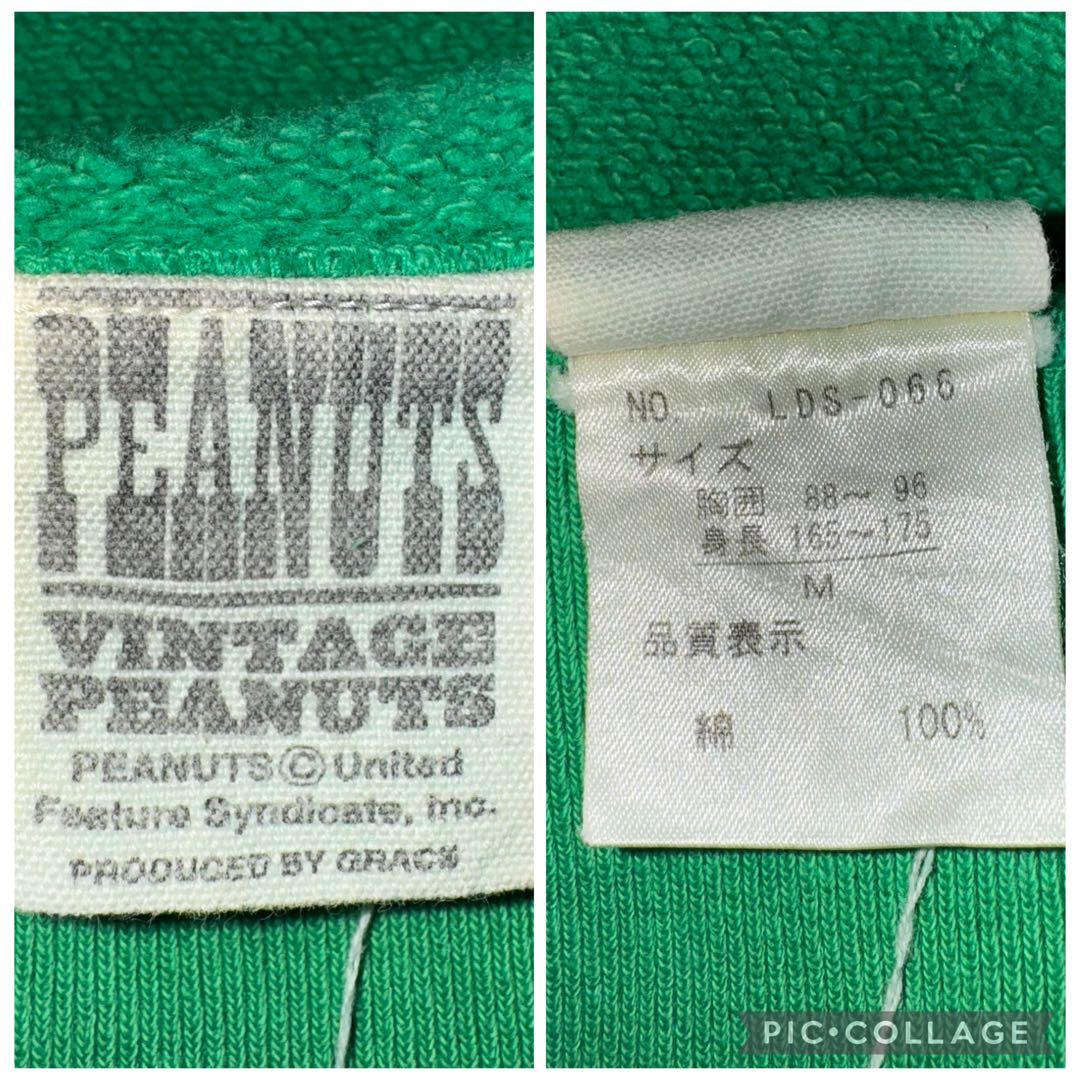 PEANUTS
VINTAGE
PEANUTS
PEANUTS © United
Feature Syndicate, Inc.
PRODUCED BY GRACE
NO. LDS-066
サイズ
胸囲 88～ 96
身長 165～175
M
品質表示
綿 100%
PIC•COLLAGE